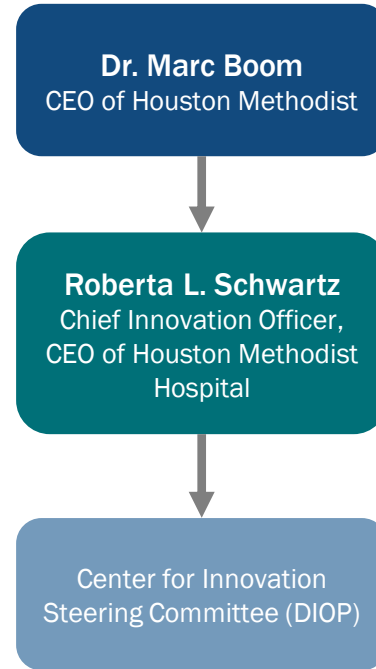 Dr. Marc Boom
CEO of Houston Methodist
Roberta L. Schwartz
Chief Innovation Officer,
CEO of Houston Methodist
Hospital
Center for Innovation
Steering Committee (DIOP)